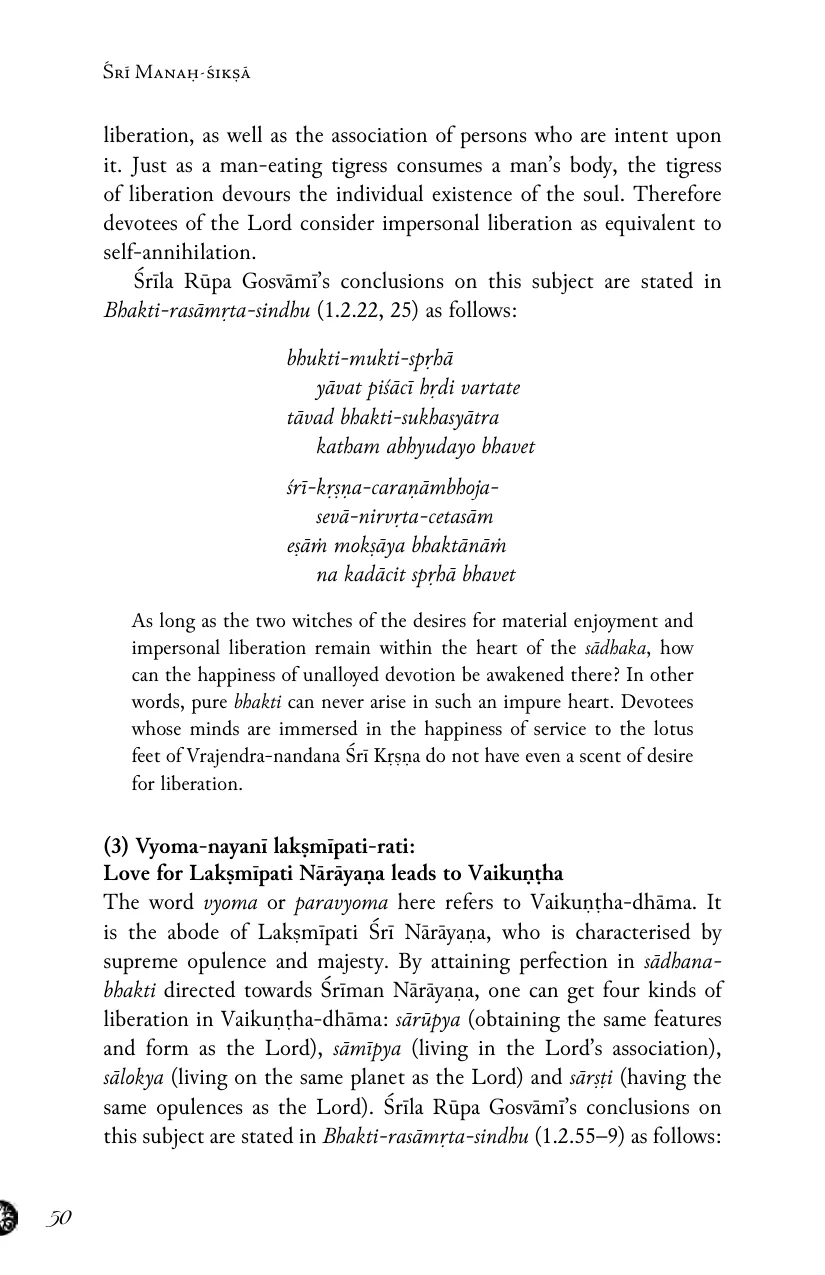 Śrī Manaḥ-śikṣā
liberation, as well as the association of persons who are intent upon
it. Just as a man-eating tigress consumes a man’s body, the tigress
of liberation devours the individual existence of the soul. Therefore
devotees of the Lord consider impersonal liberation as equivalent to
self-annihilation.
Śrīla Rūpa Gosvāmī’s conclusions on this subject are stated in
Bhakti-rasāmṛta-sindhu (1.2.22, 25) as follows:
bhukti-mukti-spṛhā
yāvat piśācī hṛdi vartate
tāvad bhakti-sukhasyātra
katham abhyudayo bhavet
śrī-kṛṣṇa-caraṇāmbhoja-
sevā-nirvṛta-cetasām
eṣāṁ mokṣāya bhaktānāṁ
na kadācit spṛhā bhavet
As long as the two witches of the desires for material enjoyment and
impersonal liberation remain within the heart of the sādhaka, how
can the happiness of unalloyed devotion be awakened there? In other
words, pure bhakti can never arise in such an impure heart. Devotees
whose minds are immersed in the happiness of service to the lotus
feet of Vrajendra-nandana Śrī Kṛṣṇa do not have even a scent of desire
for liberation.
(3) Vyoma-nayanī lakṣmīpati-rati:
Love for Lakṣmīpati Nārāyaṇa leads to Vaikuṇṭha
The word vyoma or paravyoma here refers to Vaikuṇṭha-dhāma. It
is the abode of Lakṣmīpati Śrī Nārāyaṇa, who is characterised by
supreme opulence and majesty. By attaining perfection in sādhana-
bhakti directed towards Śrīman Nārāyaṇa, one can get four kinds of
liberation in Vaikuṇṭha-dhāma: sārūpya (obtaining the same features
and form as the Lord), sāmīpya (living in the Lord’s association),
sālokya (living on the same planet as the Lord) and sārṣṭi (having the
same opulences as the Lord). Śrīla Rūpa Gosvāmī’s conclusions on
this subject are stated in Bhakti-rasāmṛta-sindhu (1.2.55–9) as follows:
50